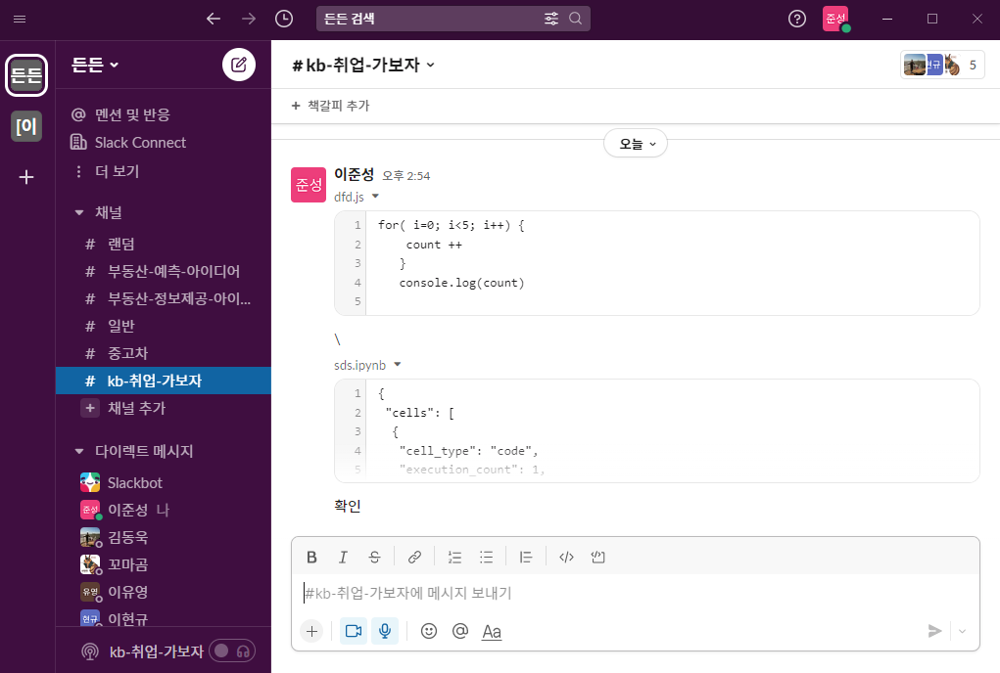 든든 검색
준성
든든
[이
든든
멘션 및 반응
Slack Connect
더 보기
채널
# 랜덤
# 부동산-예측-아이디어
# 부동산-정보제공-아이...
# 일반
# 중고차
# kb-취업-가보자
+ 채널 추가
다이렉트 메시지
Slackbot
준성 이준성 나
김동욱
꼬마곰
유영 이유영
현규 이현규
kb-취업-가보자
# kb-취업-가보자
현규
5
+ 책갈피 추가
오늘
준성
이준성 오후 2:54
dfd.js
1 for( i=0; i<5; i++) {
2 count ++
3 }
4 console.log(count)
5
\
sds.ipynb
1 {
2 "cells": [
3 {
4 "cell_type": "code",
5 "execution_count": 1,
확인
B I S
#kb-취업-가보자에 메시지 보내기
+ @ Aa